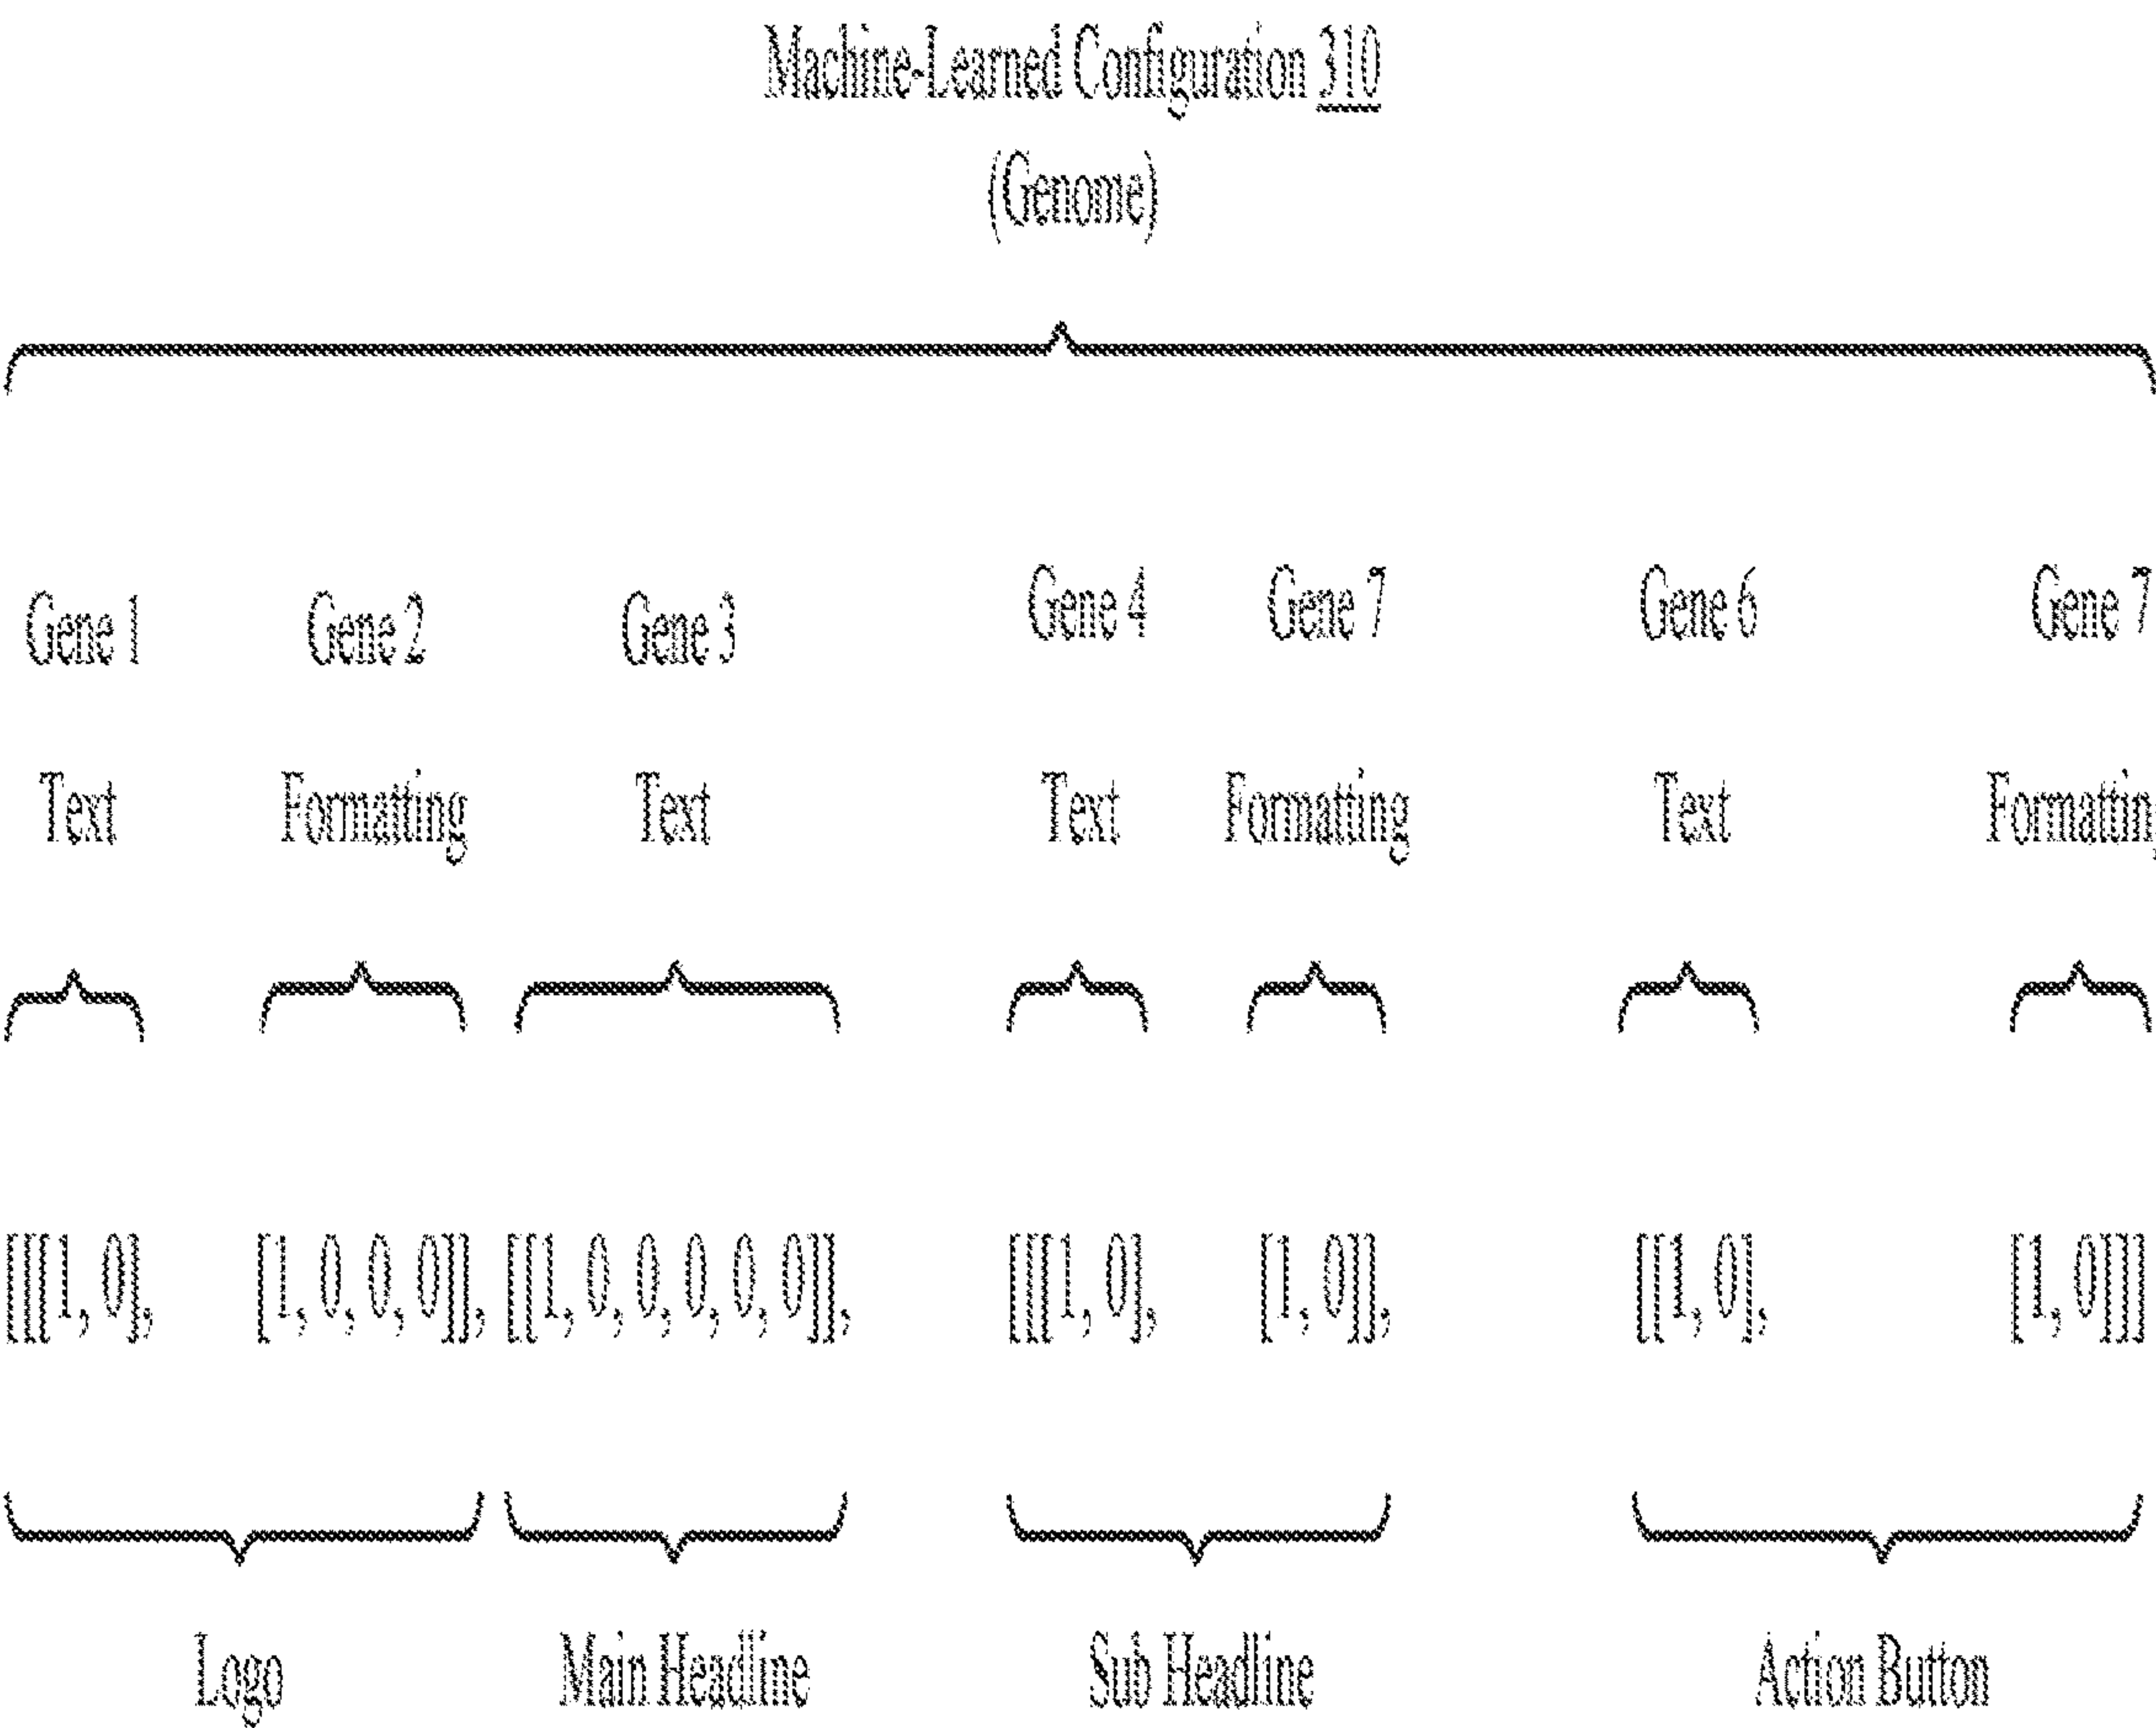 Machine-Learned Configuration 310
(Genome)
Gene 1 Gene 2 Gene 3 Gene 4 Gene 7 Gene 6 Gene 7
Text Formatting Text Text Formatting Text Formattin
[[[[1, 0], [1, 0, 0, 0]], [[1, 0, 0, 0, 0, 0]], [[[1, 0], [1, 0]], [[1, 0], [1, 0]]]]
Logo Main Headline Sub Headline Action Button